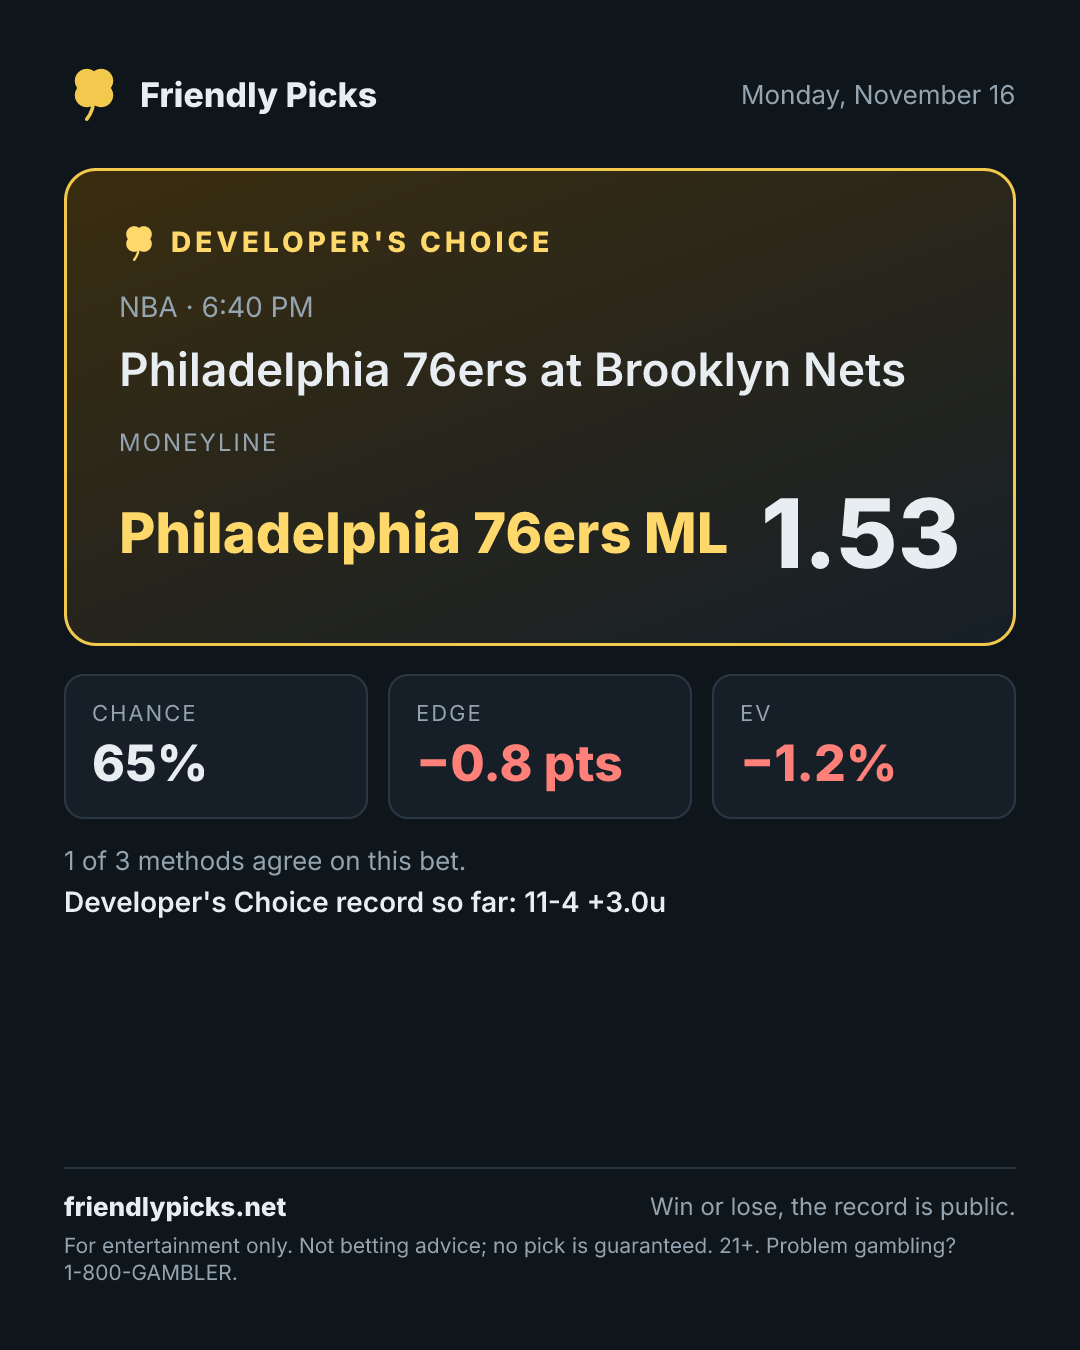 Friendly Picks
Monday, November 16
DEVELOPER'S CHOICE
NBA · 6:40 PM
Philadelphia 76ers at Brooklyn Nets
MONEYLINE
Philadelphia 76ers ML 1.53
CHANCE
65%
EDGE
−0.8 pts
EV
−1.2%
1 of 3 methods agree on this bet.
Developer's Choice record so far: 11-4 +3.0u
friendlypicks.net
Win or lose, the record is public.
For entertainment only. Not betting advice; no pick is guaranteed. 21+. Problem gambling?
1-800-GAMBLER.